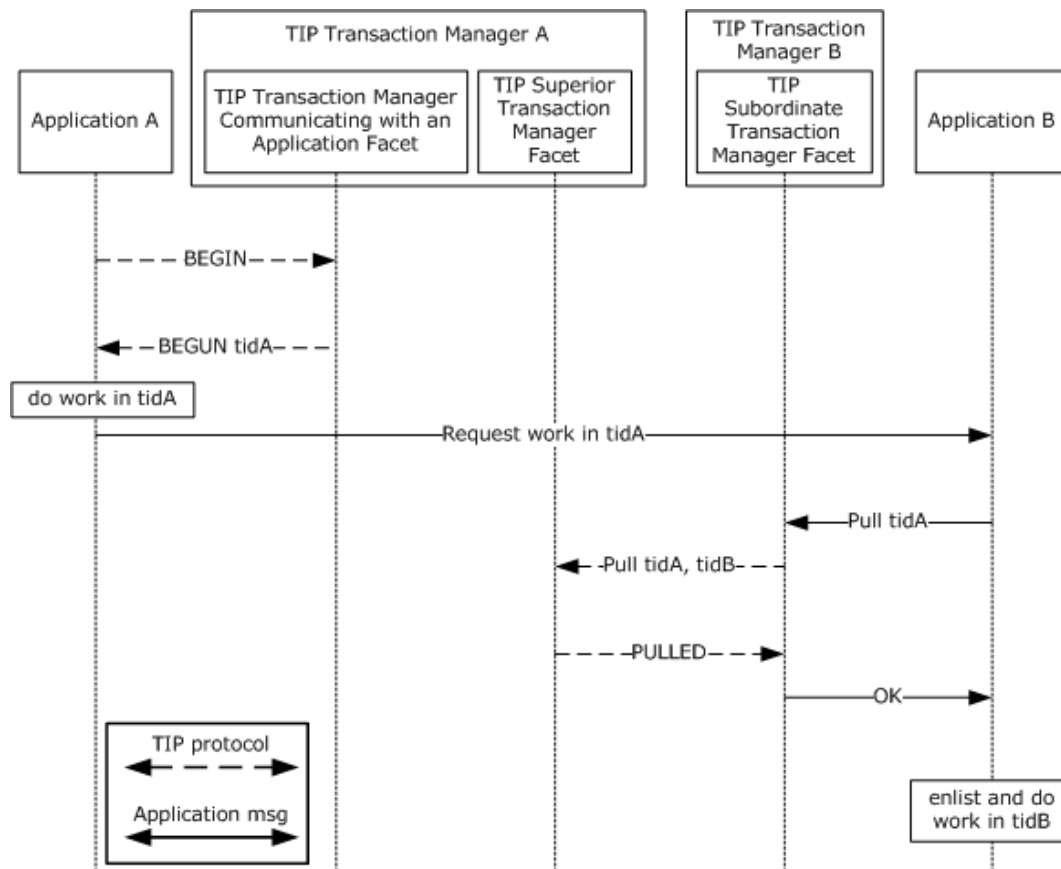 TIP Transaction Manager A
TIP Transaction
Manager B
Application A
TIP Transaction Manager
Communicating with an
Application Facet
TIP Superior
Transaction
Manager
Facet
TIP
Subordinate
Transaction
Manager Facet
Application B
BEGIN
BEGUN tidA
do work in tidA
Request work in tidA
Pull tidA
Pull tidA, tidB
PULLED
OK
TIP protocol
Application msg
enlist and do
work in tidB